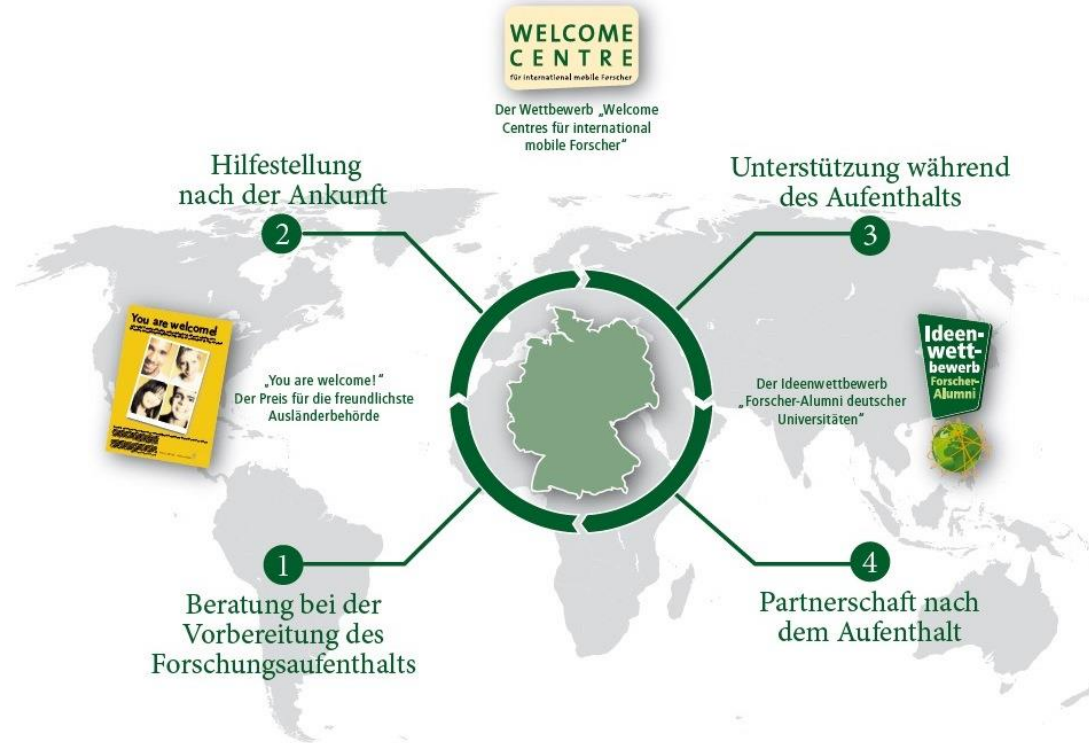 WELCOME
CENTRE
für international mobile Forscher
Der Wettbewerb „Welcome
Centres für international
mobile Forscher“
Hilfestellung
nach der Ankunft
2
Unterstützung während
des Aufenthalts
3
You are welcome!
„You are welcome!“
Der Preis für die freundlichste
Ausländerbehörde
Der Ideenwettbewerb
„Forscher-Alumni deutscher
Universitäten“
Ideen-
wett-
bewerb
Forscher-
Alumni
1
Beratung bei der
Vorbereitung des
Forschungsaufenthalts
4
Partnerschaft nach
dem Aufenthalt